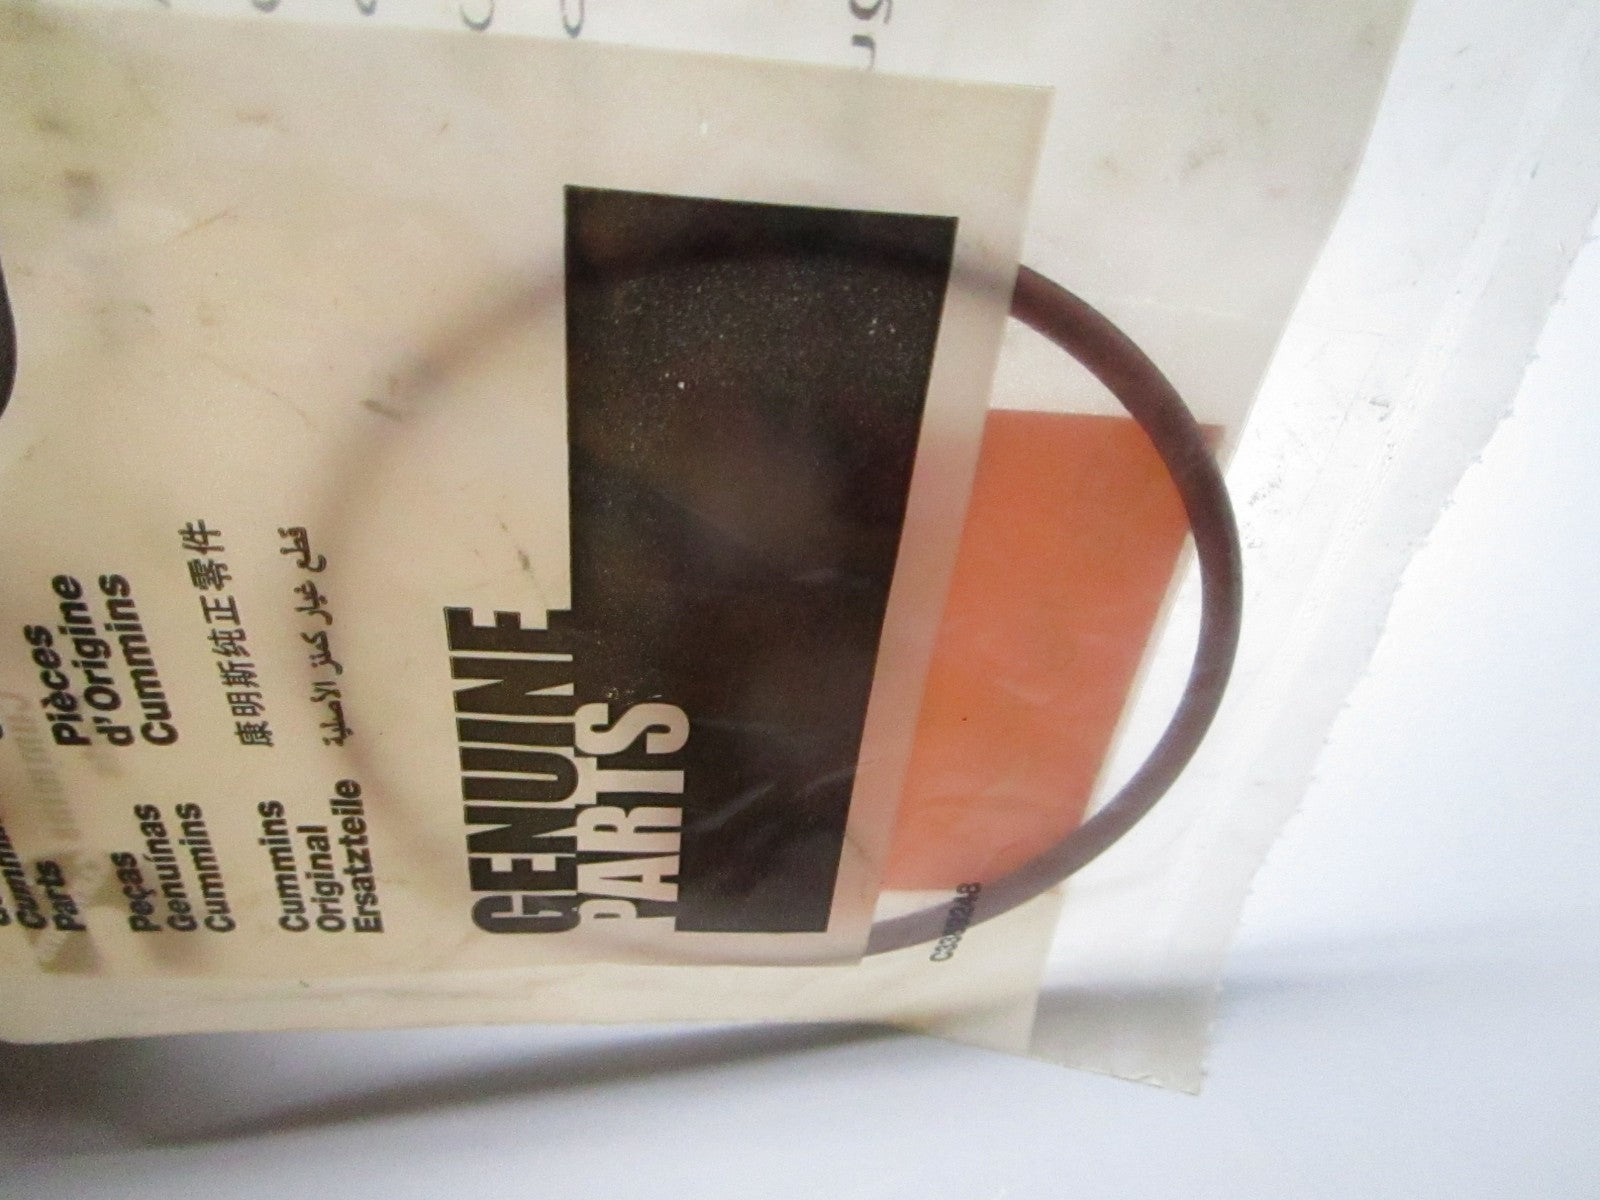 Parts
Peças
Genuínas
Cummins
Cummins
Original
Ersatzteile
Pièces
d'Origine
Cummins
康明斯纯正零件
قطع غيار كمنز الأصلية
GENUINE
PARTS